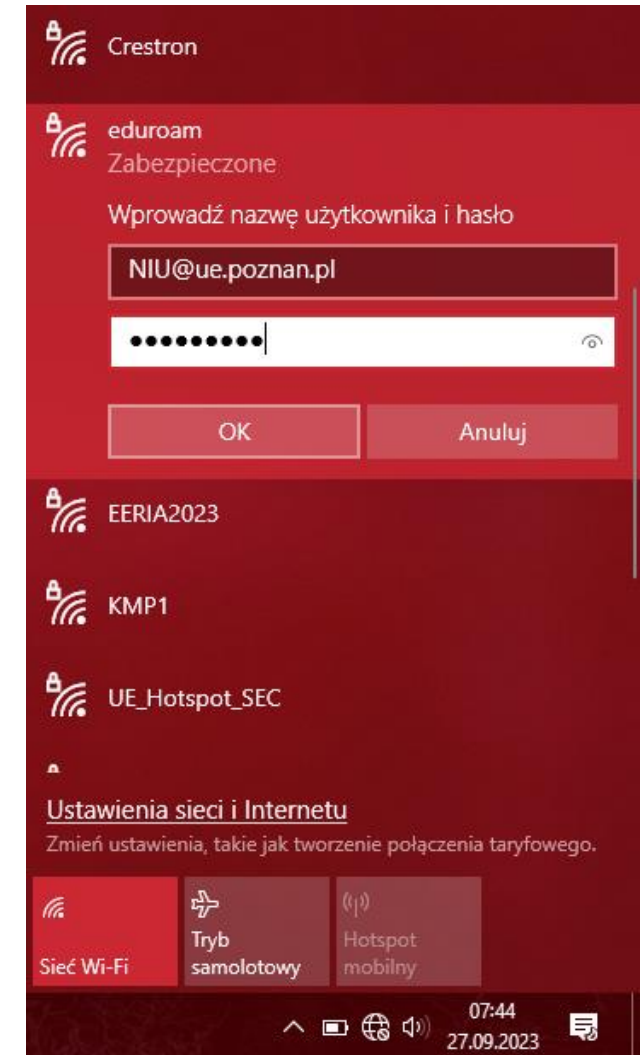 Crestron
eduroam
Zabezpieczone
Wprowadź nazwę użytkownika i hasło
NIU@ue.poznan.pl
●●●●●●●●●
OK Anuluj
EERIA2023
KMP1
UE_Hotspot_SEC
Ustawienia sieci i Internetu
Zmień ustawienia, takie jak tworzenie połączenia taryfowego.
Sieć Wi-Fi
Tryb samolotowy
Hotspot mobilny
07:44
27.09.2023